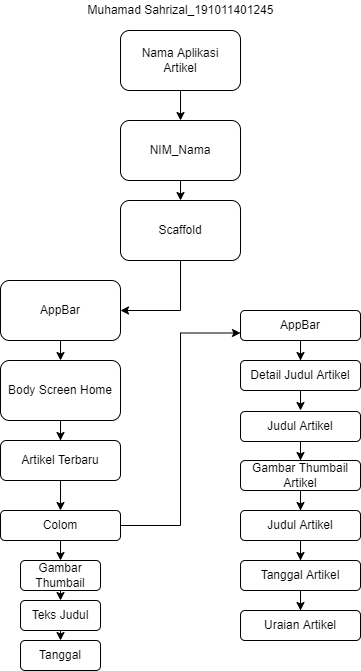 Muhamad Sahrizal_191011401245
Nama Aplikasi
Artikel
NIM_Nama
Scaffold
AppBar
Body Screen Home
Artikel Terbaru
Colom
Gambar
Thumbail
Teks Judul
Tanggal
AppBar
Detail Judul Artikel
Judul Artikel
Gambar Thumbail
Artikel
Judul Artikel
Tanggal Artikel
Uraian Artikel